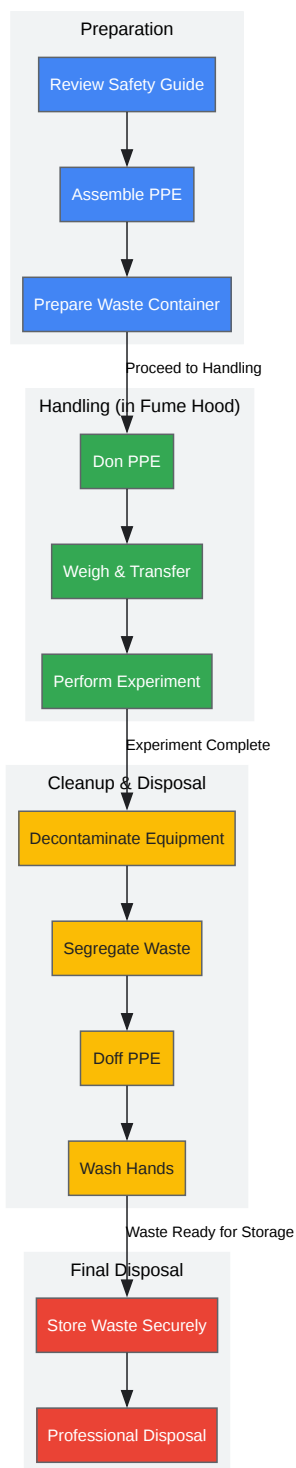 Preparation
Review Safety Guide
Assemble PPE
Prepare Waste Container
Proceed to Handling
Handling (in Fume Hood)
Don PPE
Weigh & Transfer
Perform Experiment
Experiment Complete
Cleanup & Disposal
Decontaminate Equipment
Segregate Waste
Doff PPE
Wash Hands
Waste Ready for Storage
Final Disposal
Store Waste Securely
Professional Disposal